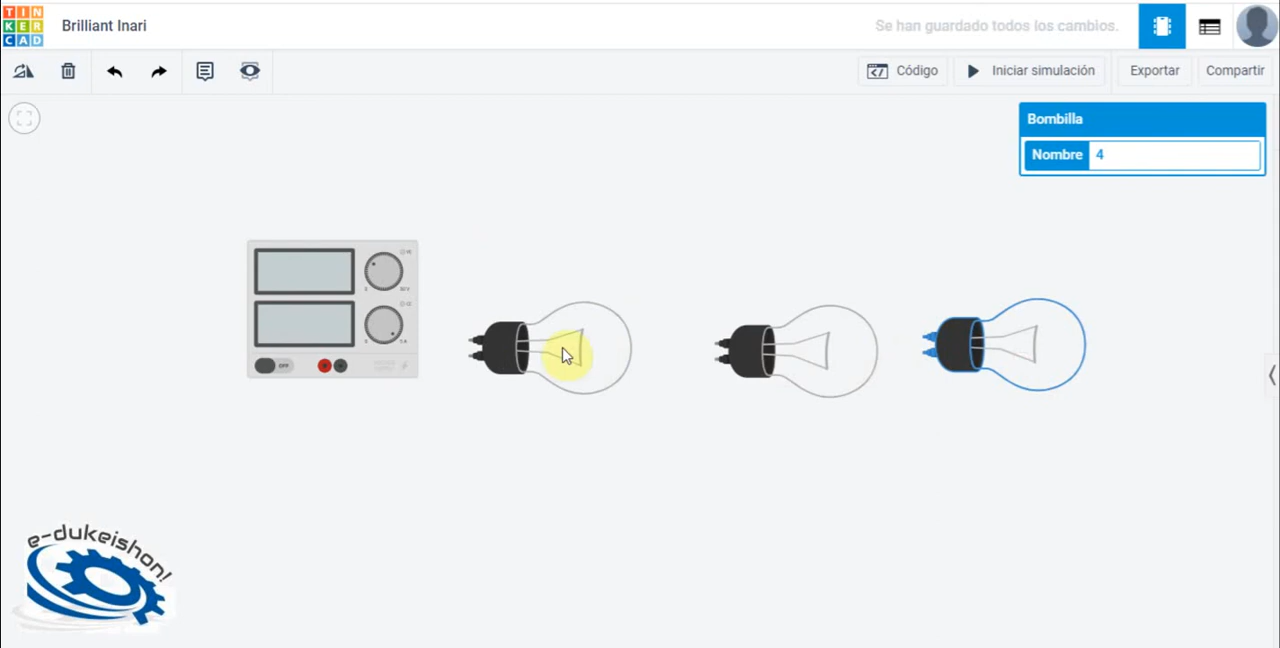 TIN
KER
CAD
Brilliant Inari
Se han guardado todos los cambios.
Código
Iniciar simulación
Exportar
Compartir
Bombilla
Nombre 4
OFF
e-dukeishon!